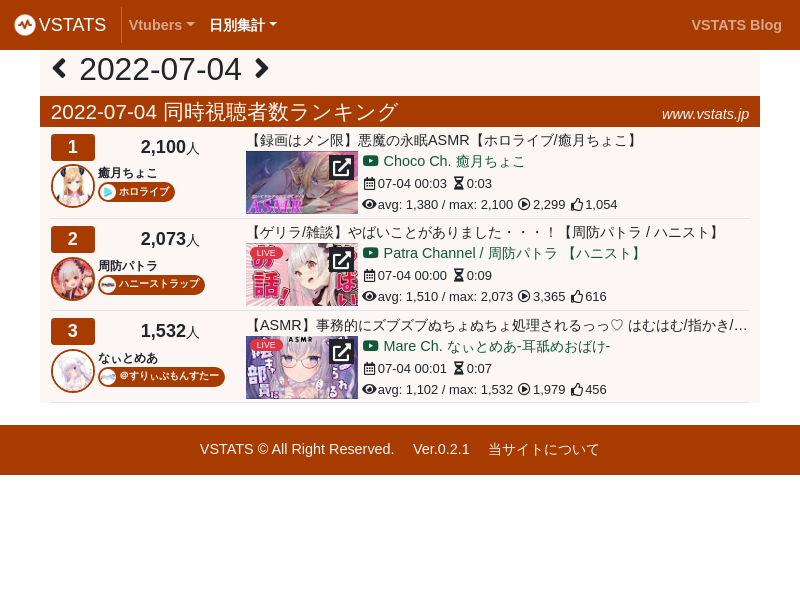 VSTATS Vtubers 日別集計 VSTATS Blog
2022-07-04
2022-07-04 同時視聴者数ランキング www.vstats.jp
1 2,100人
癒月ちょこ
ホロライブ
【録画はメン限】悪魔の永眠ASMR【ホロライブ/癒月ちょこ】
ASMR
Choco Ch. 癒月ちょこ
07-04 00:03 0:03
avg: 1,380 / max: 2,100 2,299 1,054
2 2,073人
周防パトラ
ハニーストラップ
【ゲリラ/雑談】やばいことがありました・・・！【周防パトラ / ハニスト】
LIVE
Patra Channel / 周防パトラ 【ハニスト】
07-04 00:00 0:09
avg: 1,510 / max: 2,073 3,365 616
3 1,532人
なぃとめあ
@すりぃぷもんすたー
【ASMR】事務的にズブズブぬちょぬちょ処理されるっっ♡ はむはむ/指かき/…
LIVE
ASMR
Mare Ch. なぃとめあ-耳舐めおばけ-
07-04 00:01 0:07
avg: 1,102 / max: 1,532 1,979 456
VSTATS © All Right Reserved. Ver.0.2.1 当サイトについて